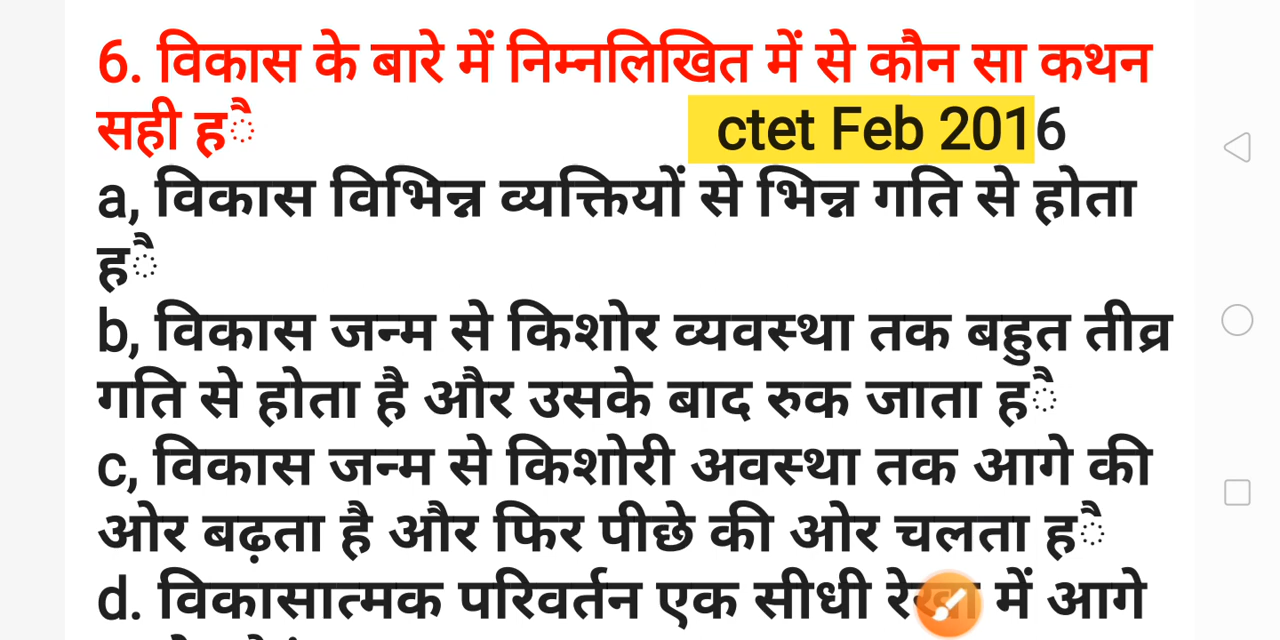 6. विकास के बारे में निम्नलिखित में से कौन सा कथन
सही है ctet Feb 2016
a, विकास विभिन्न व्यक्तियों से भिन्न गति से होता
है
b, विकास जन्म से किशोर व्यवस्था तक बहुत तीव्र
गति से होता है और उसके बाद रुक जाता है
c, विकास जन्म से किशोरी अवस्था तक आगे की
ओर बढ़ता है और फिर पीछे की ओर चलता है
d. विकासात्मक परिवर्तन एक सीधी में आगे